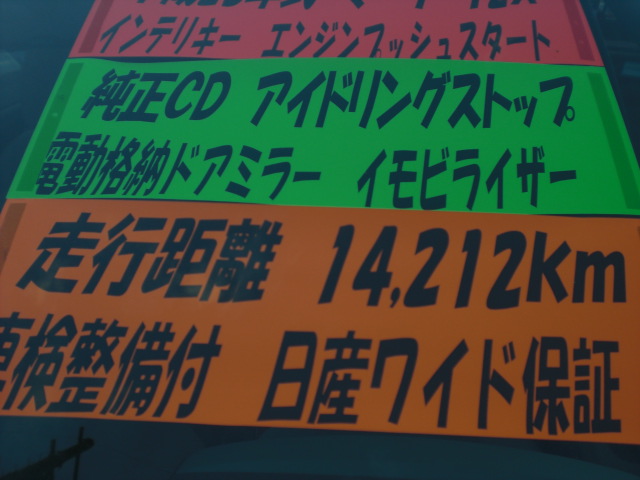 インテリキー エンジンプッシュスタート
純正CD アイドリングストップ
電動格納ドアミラー イモビライザー
走行距離 14,212km
車検整備付 日産ワイド保証